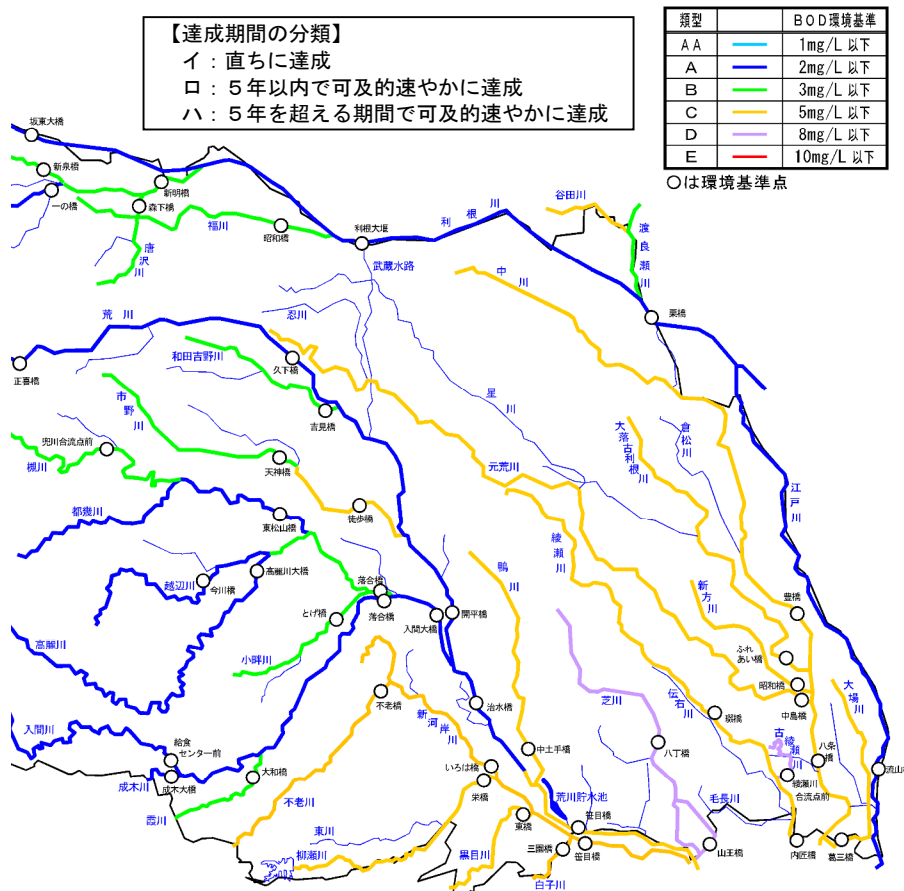 【達成期間の分類】
イ：直ちに達成
ロ：５年以内で可及的速やかに達成
ハ：５年を超える期間で可及的速やかに達成
類型 BOD環境基準
AA 1mg/L 以下
A 2mg/L 以下
B 3mg/L 以下
C 5mg/L 以下
D 8mg/L 以下
E 10mg/L 以下
○は環境基準点
坂東大橋
新泉橋
新明橋
一の橋
森下橋
唐沢川
福川
昭和橋
利根大堰
利根川
谷田川
渡良瀬川
武蔵水路
中川
栗橋
忍川
荒川
和田吉野川
久下橋
正喜橋
市野川
吉見橋
星川
大落古利根川
倉松川
兜川合流点前
槻川
天神橋
元荒川
江戸川
都幾川
東松山橋
徒歩橋
綾瀬川
鴨川
越辺川
今川橋
高麗川大橋
落合橋
落合橋
とげ橋
入間大橋
開平橋
新方川
豊橋
高麗川
小畔川
ふれあい橋
昭和橋
中島橋
大場川
不老橋
新河岸川
治水橋
芝川
伝右川
畷橋
古綾瀬川
入間川
給食センター前
成木川
成木大橋
大和橋
中土手橋
八丁橋
八条橋
流山橋
いろは橋
栄橋
綾瀬川合流点前
霞川
不老川
荒川貯水池
毛長川
東川
東橋
笹目橋
柳瀬川
黒目川
三園橋
笹目橋
山王橋
内匠橋
葛三橋
白子川